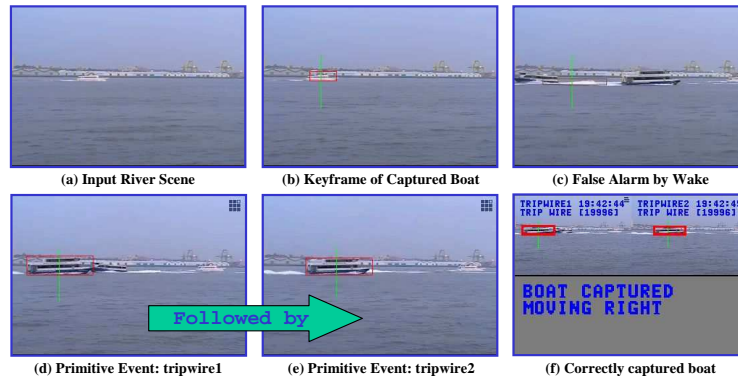 (a) Input River Scene
(b) Keyframe of Captured Boat
(c) False Alarm by Wake
TRIPWIRE1 19:42:44
TRIPWIRE2 19:42:45
TRIP WIRE [19996]
TRIP WIRE [19996]
BOAT CAPTURED
MOVING RIGHT
Followed by
(d) Primitive Event: tripwire1
(e) Primitive Event: tripwire2
(f) Correctly captured boat